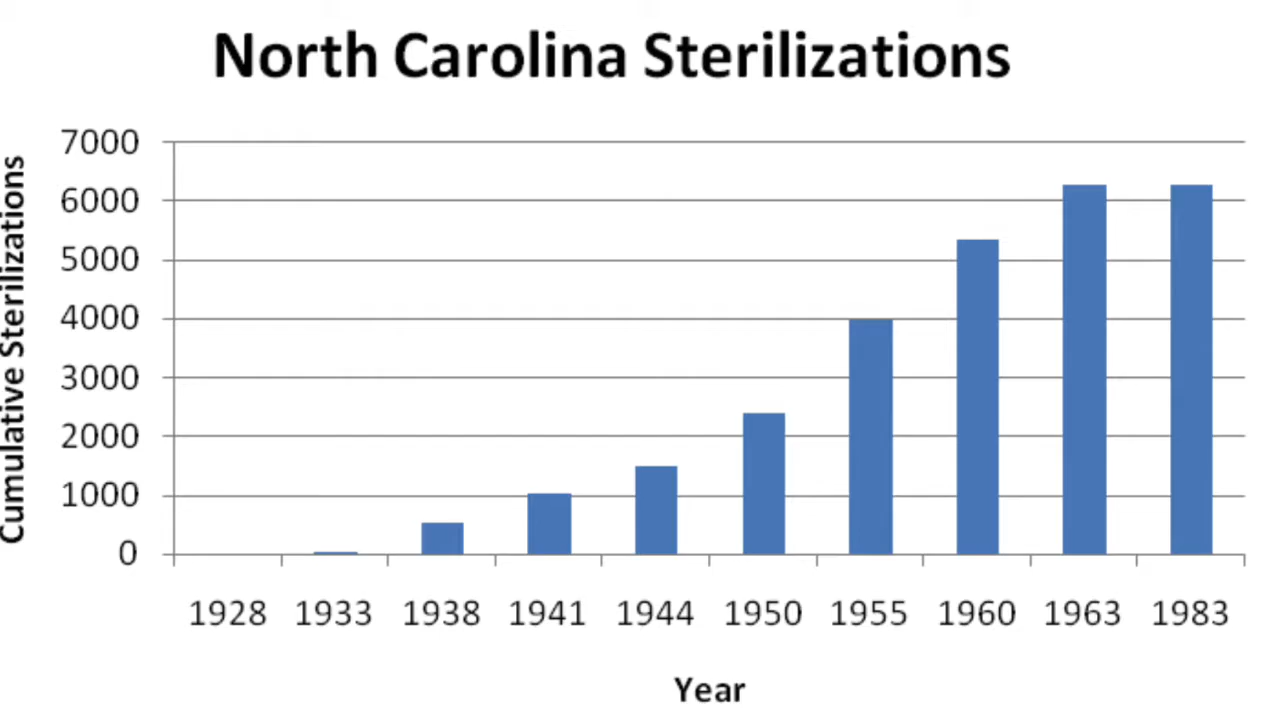 North Carolina Sterilizations
Cumulative Sterilizations
7000
6000
5000
4000
3000
2000
1000
0
1928 1933 1938 1941 1944 1950 1955 1960 1963 1983
Year